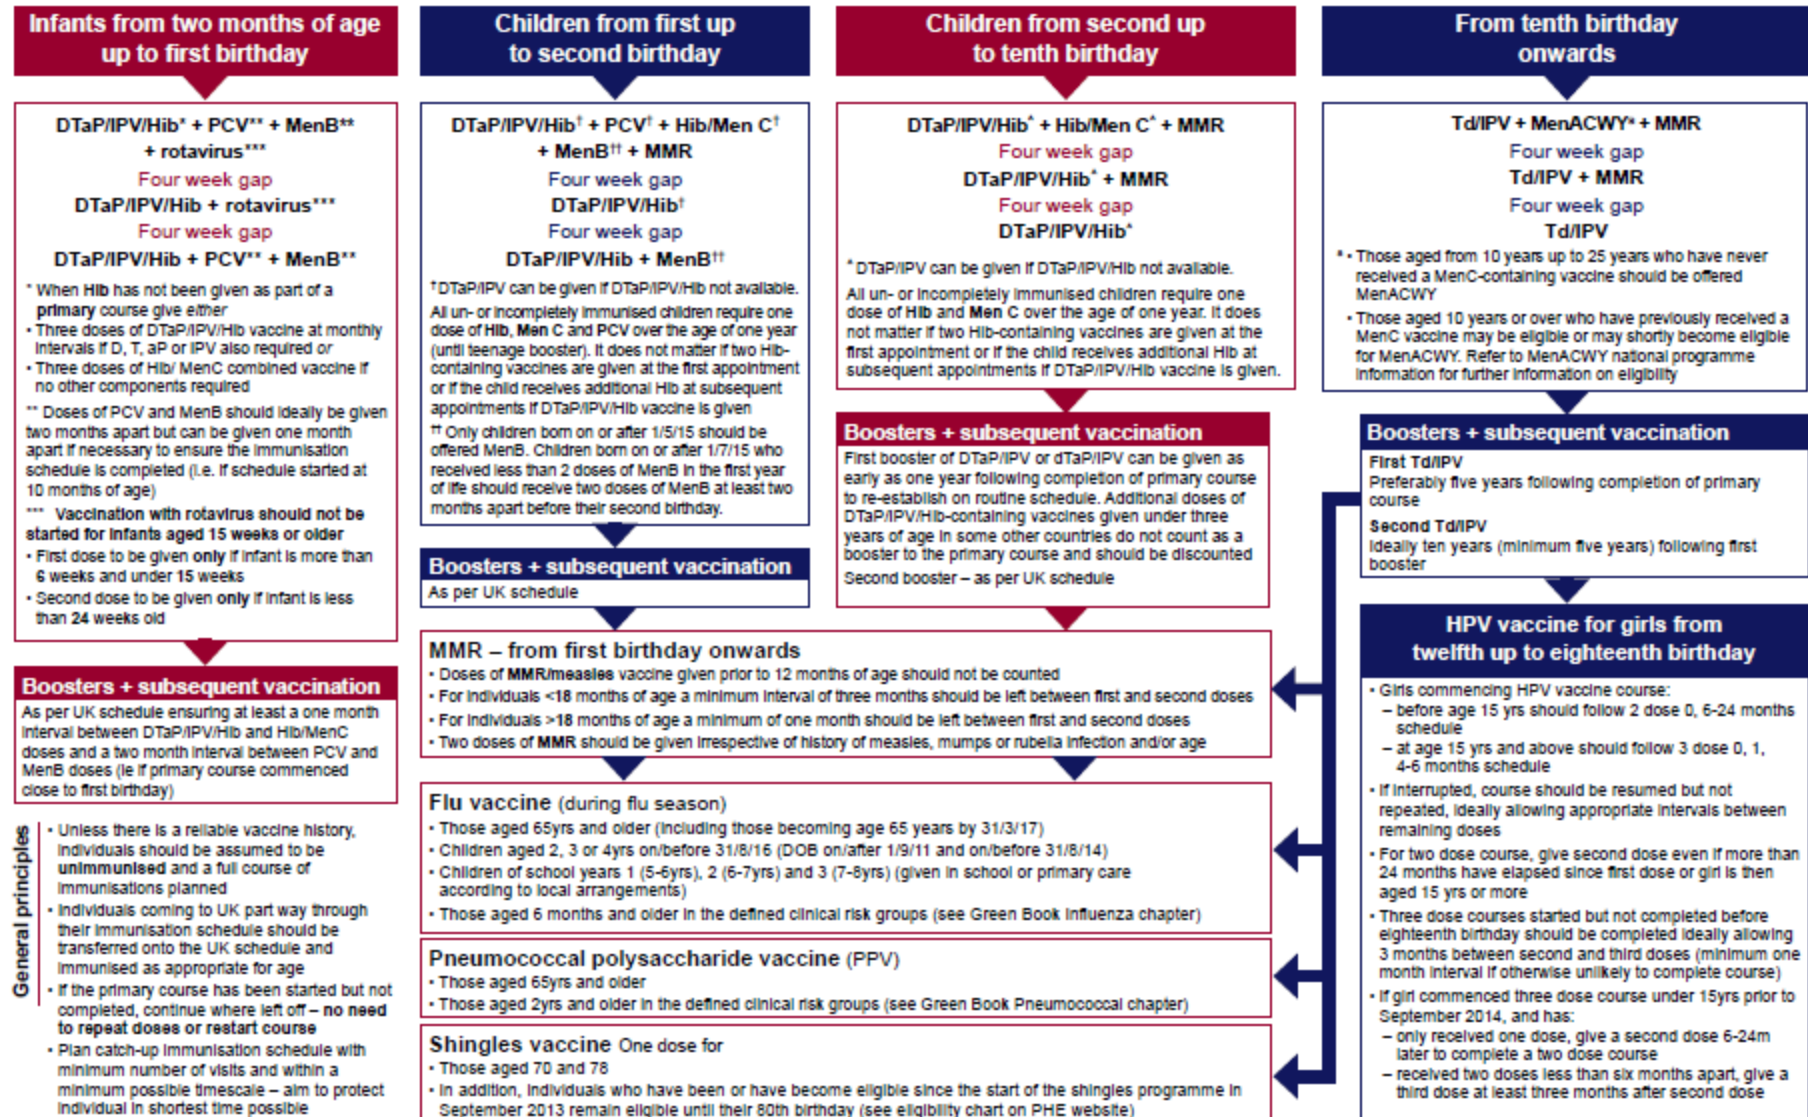 Infants from two months of age
up to first birthday
DTaP/IPV/Hib* + PCV** + MenB**
+ rotavirus***
Four week gap
DTaP/IPV/Hib + rotavirus***
Four week gap
DTaP/IPV/Hib + PCV** + MenB**
* When Hib has not been given as part of a
primary course give either
• Three doses of DTaP/IPV/Hib vaccine at monthly
intervals if D, T, aP or IPV also required or
• Three doses of Hib/ MenC combined vaccine if
no other components required
** Doses of PCV and MenB should ideally be given
two months apart but can be given one month
apart if necessary to ensure the immunisation
schedule is completed (i.e. if schedule started at
10 months of age)
*** Vaccination with rotavirus should not be
started for infants aged 15 weeks or older
• First dose to be given only if infant is more than
6 weeks and under 15 weeks
• Second dose to be given only if infant is less
than 24 weeks old
Boosters + subsequent vaccination
As per UK schedule ensuring at least a one month
interval between DTaP/IPV/Hib and Hib/MenC
doses and a two month interval between PCV and
MenB doses (ie if primary course commenced
close to first birthday)
General principles
• Unless there is a reliable vaccine history,
individuals should be assumed to be
unimmunised and a full course of
immunisations planned
• Individuals coming to UK part way through
their immunisation schedule should be
transferred onto the UK schedule and
immunised as appropriate for age
• If the primary course has been started but not
completed, continue where left off – no need
to repeat doses or restart course
• Plan catch-up immunisation schedule with
minimum number of visits and within a
minimum possible timescale – aim to protect
individual in shortest time possible
Children from first up
to second birthday
DTaP/IPV/Hib† + PCV† + Hib/Men C†
+ MenB†† + MMR
Four week gap
DTaP/IPV/Hib†
Four week gap
DTaP/IPV/Hib + MenB††
† DTaP/IPV can be given if DTaP/IPV/Hib not available.
All un- or incompletely immunised children require one
dose of Hib, Men C and PCV over the age of one year
(until teenage booster). It does not matter if two Hib-
containing vaccines are given at the first appointment
or if the child receives additional Hib at subsequent
appointments if DTaP/IPV/Hib vaccine is given
†† Only children born on or after 1/5/15 should be
offered MenB. Children born on or after 1/7/15 who
received less than 2 doses of MenB in the first year
of life should receive two doses of MenB at least two
months apart before their second birthday.
Boosters + subsequent vaccination
As per UK schedule
Children from second up
to tenth birthday
DTaP/IPV/Hib^ + Hib/Men C^ + MMR
Four week gap
DTaP/IPV/Hib^ + MMR
Four week gap
DTaP/IPV/Hib^
^ DTaP/IPV can be given if DTaP/IPV/Hib not available.
All un- or incompletely immunised children require one
dose of Hib and Men C over the age of one year. It does
not matter if two Hib-containing vaccines are given at the
first appointment or if the child receives additional Hib at
subsequent appointments if DTaP/IPV/Hib vaccine is given.
Boosters + subsequent vaccination
First booster of DTaP/IPV or dTaP/IPV can be given as
early as one year following completion of primary course
to re-establish on routine schedule. Additional doses of
DTaP/IPV/Hib-containing vaccines given under three
years of age in some other countries do not count as a
booster to the primary course and should be discounted
Second booster – as per UK schedule
MMR – from first birthday onwards
• Doses of MMR/measles vaccine given prior to 12 months of age should not be counted
• For individuals <18 months of age a minimum interval of three months should be left between first and second doses
• For individuals >18 months of age a minimum of one month should be left between first and second doses
• Two doses of MMR should be given irrespective of history of measles, mumps or rubella infection and/or age
Flu vaccine (during flu season)
• Those aged 65yrs and older (including those becoming age 65 years by 31/3/17)
• Children aged 2, 3 or 4yrs on/before 31/8/16 (DOB on/after 1/9/11 and on/before 31/8/14)
• Children of school years 1 (5-6yrs), 2 (6-7yrs) and 3 (7-8yrs) (given in school or primary care
according to local arrangements)
• Those aged 6 months and older in the defined clinical risk groups (see Green Book Influenza chapter)
Pneumococcal polysaccharide vaccine (PPV)
• Those aged 65yrs and older
• Those aged 2yrs and older in the defined clinical risk groups (see Green Book Pneumococcal chapter)
Shingles vaccine One dose for
• Those aged 70 and 78
• In addition, individuals who have been or have become eligible since the start of the shingles programme in
September 2013 remain eligible until their 80th birthday (see eligibility chart on PHE website)
From tenth birthday
onwards
Td/IPV + MenACWY* + MMR
Four week gap
Td/IPV + MMR
Four week gap
Td/IPV
* • Those aged from 10 years up to 25 years who have never
received a MenC-containing vaccine should be offered
MenACWY
• Those aged 10 years or over who have previously received a
MenC vaccine may be eligible or may shortly become eligible
for MenACWY. Refer to MenACWY national programme
information for further information on eligibility
Boosters + subsequent vaccination
First Td/IPV
Preferably five years following completion of primary
course
Second Td/IPV
Ideally ten years (minimum five years) following first
booster
HPV vaccine for girls from
twelfth up to eighteenth birthday
• Girls commencing HPV vaccine course:
– before age 15 yrs should follow 2 dose 0, 6-24 months
schedule
– at age 15 yrs and above should follow 3 dose 0, 1,
4-6 months schedule
• If interrupted, course should be resumed but not
repeated, ideally allowing appropriate intervals between
remaining doses
• For two dose course, give second dose even if more than
24 months have elapsed since first dose or girl is then
aged 15 yrs or more
• Three dose courses started but not completed before
eighteenth birthday should be completed ideally allowing
3 months between second and third doses (minimum one
month interval if otherwise unlikely to complete course)
• If girl commenced three dose course under 15yrs prior to
September 2014, and has:
– only received one dose, give a second dose 6-24m
later to complete a two dose course
– received two doses less than six months apart, give a
third dose at least three months after second dose